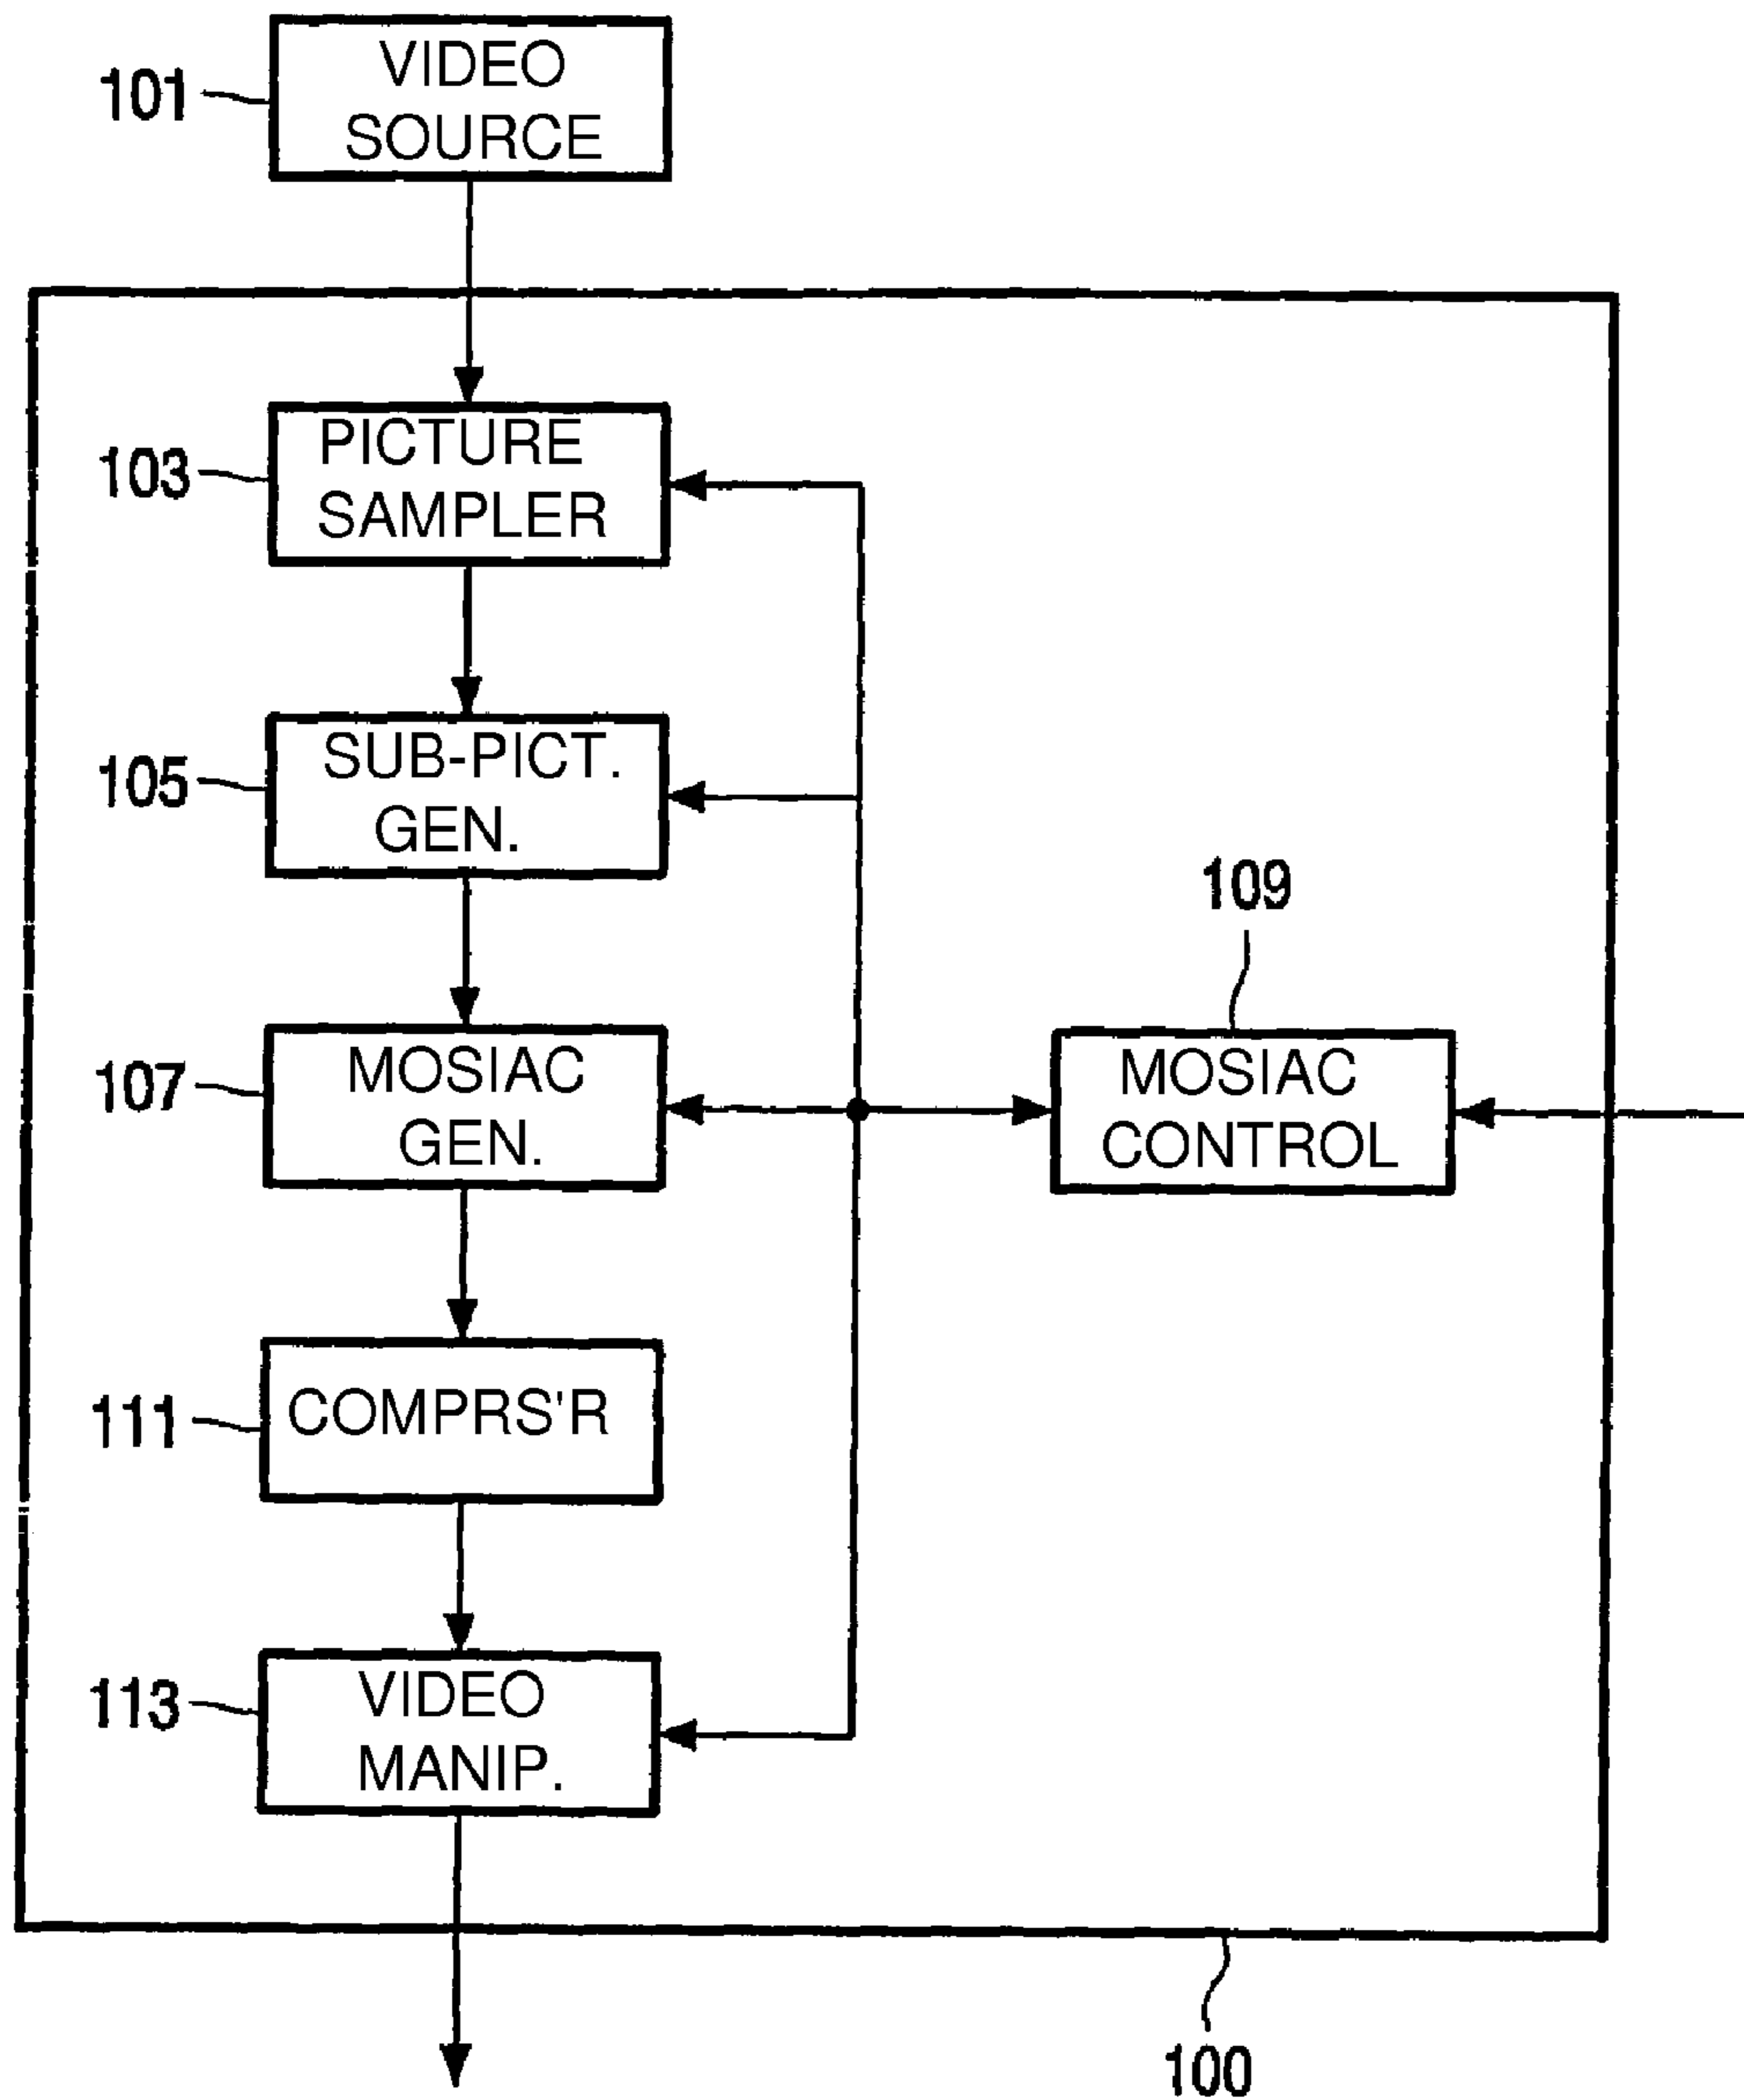 VIDEO
SOURCE
101
PICTURE
SAMPLER
103
SUB-PICT.
GEN.
105
109
MOSIAC
GEN.
107
MOSIAC
CONTROL
COMPRS'R
111
VIDEO
MANIP.
113
100